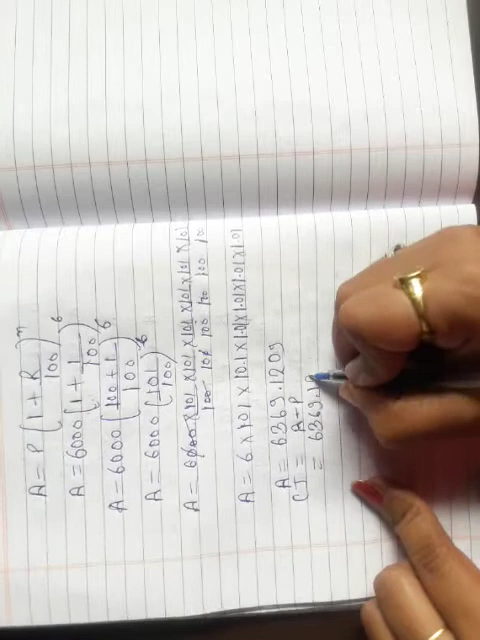 A = P (1 + R/100)^n
A = 6000 (1 + 1/100)^6
A = 6000 (100 + 1/100)^6
A = 6000 (101/100)^6
A = 6000 × 101/100 × 101/100 × 101/100 × 101/100 × 101/100 × 101/100
A = 6 × 101 × 10.1 × 1.01 × 1.01 × 1.01 × 1.01
A = 6369.1209
CI = A - P
= 6369.12